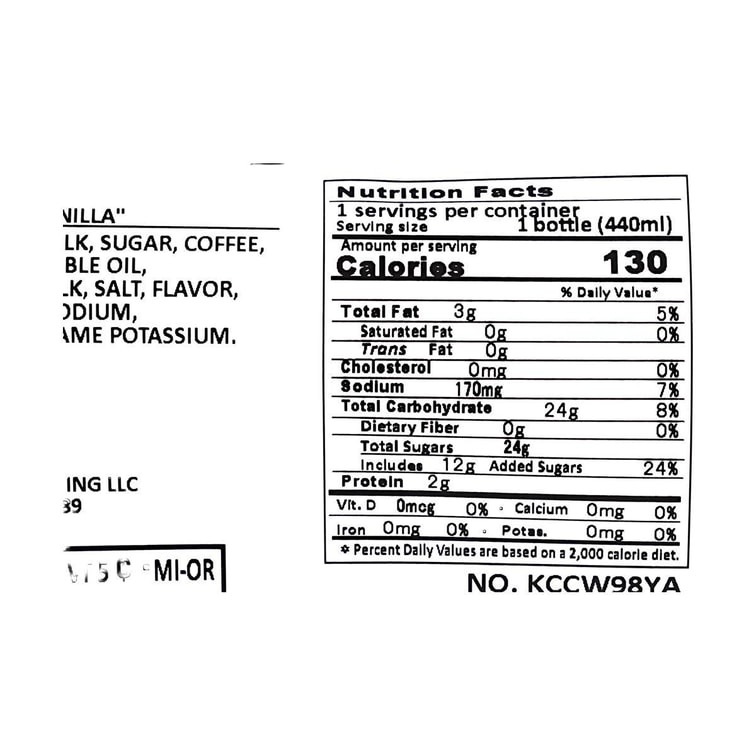 NILLA"
LK, SUGAR, COFFEE,
BLE OIL,
LK, SALT, FLAVOR,
ODIUM,
AME POTASSIUM.
ING LLC
39
5¢ MI-OR
Nutrition Facts
1 servings per container
Serving size 1 bottle (440ml)
Amount per serving
Calories 130
% Daily Value*
Total Fat 3g 5%
Saturated Fat 0g 0%
Trans Fat 0g
Cholesterol 0mg 0%
Sodium 170mg 7%
Total Carbohydrate 24g 8%
Dietary Fiber 0g 0%
Total Sugars 24g
Includes 12g Added Sugars 24%
Protein 2g
Vit. D 0mcg 0% • Calcium 0mg 0%
Iron 0mg 0% • Potas. 0mg 0%
* Percent Daily Values are based on a 2,000 calorie diet.
NO. KCCW98YA